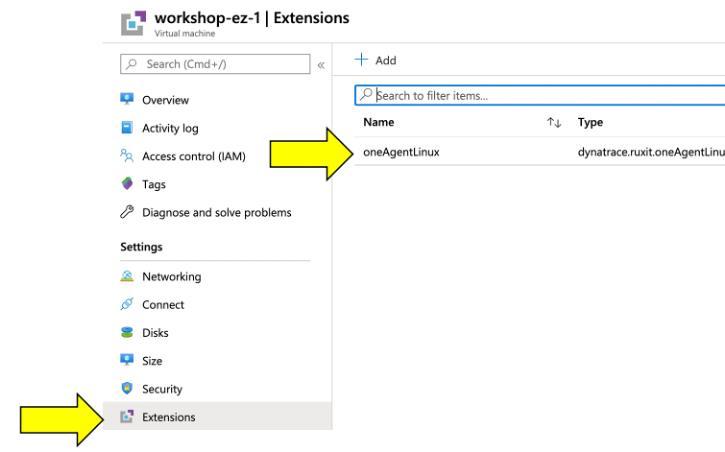 workshop-ez-1 | Extensions
Virtual machine
Search (Cmd+/)
«
Overview
Activity log
Access control (IAM)
Tags
Diagnose and solve problems
Settings
Networking
Connect
Disks
Size
Security
Extensions
+ Add
Search to filter items...
Name ↑↓ Type
oneAgentLinux dynatrace.ruxit.oneAgentLinu